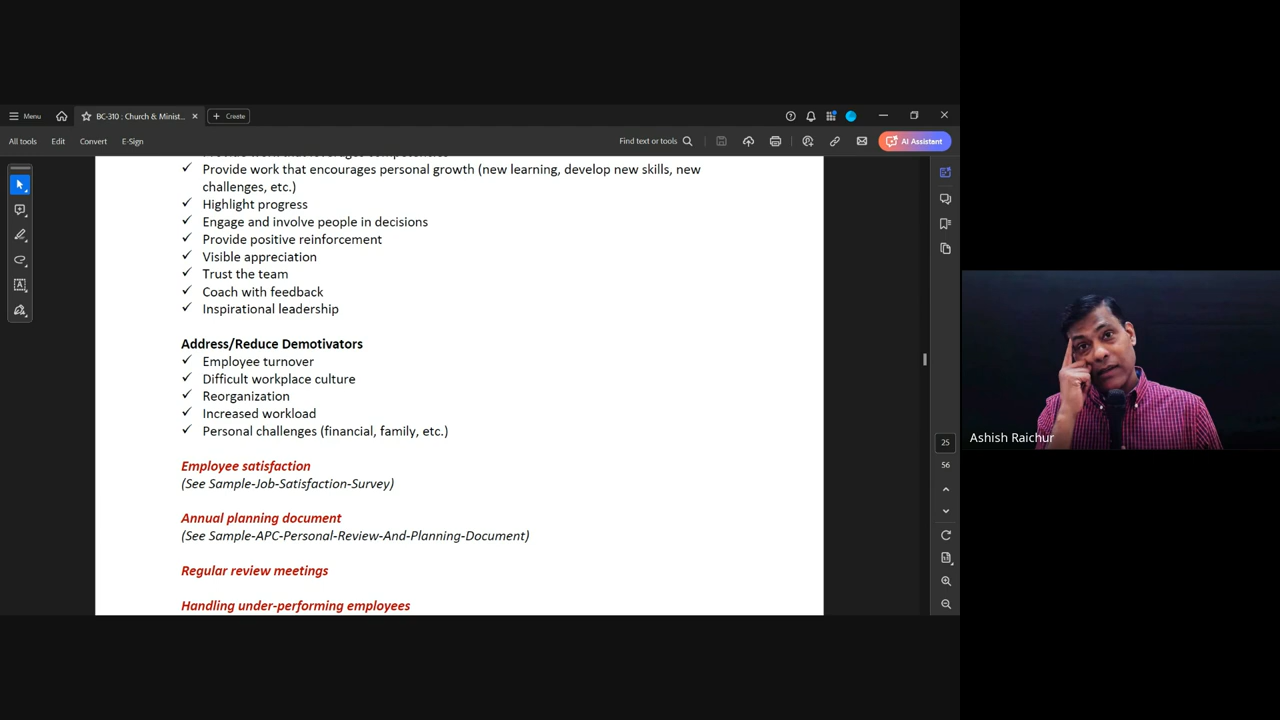 Menu
BC-310 : Church & Minist...
Create
All tools
Edit
Convert
E-Sign
Find text or tools
AI Assistant
Provide work that leverages competencies
Provide work that encourages personal growth (new learning, develop new skills, new
challenges, etc.)
Highlight progress
Engage and involve people in decisions
Provide positive reinforcement
Visible appreciation
Trust the team
Coach with feedback
Inspirational leadership
Address/Reduce Demotivators
Employee turnover
Difficult workplace culture
Reorganization
Increased workload
Personal challenges (financial, family, etc.)
Employee satisfaction
(See Sample-Job-Satisfaction-Survey)
Annual planning document
(See Sample-APC-Personal-Review-And-Planning-Document)
Regular review meetings
Handling under-performing employees
25
56
Ashish Raichur